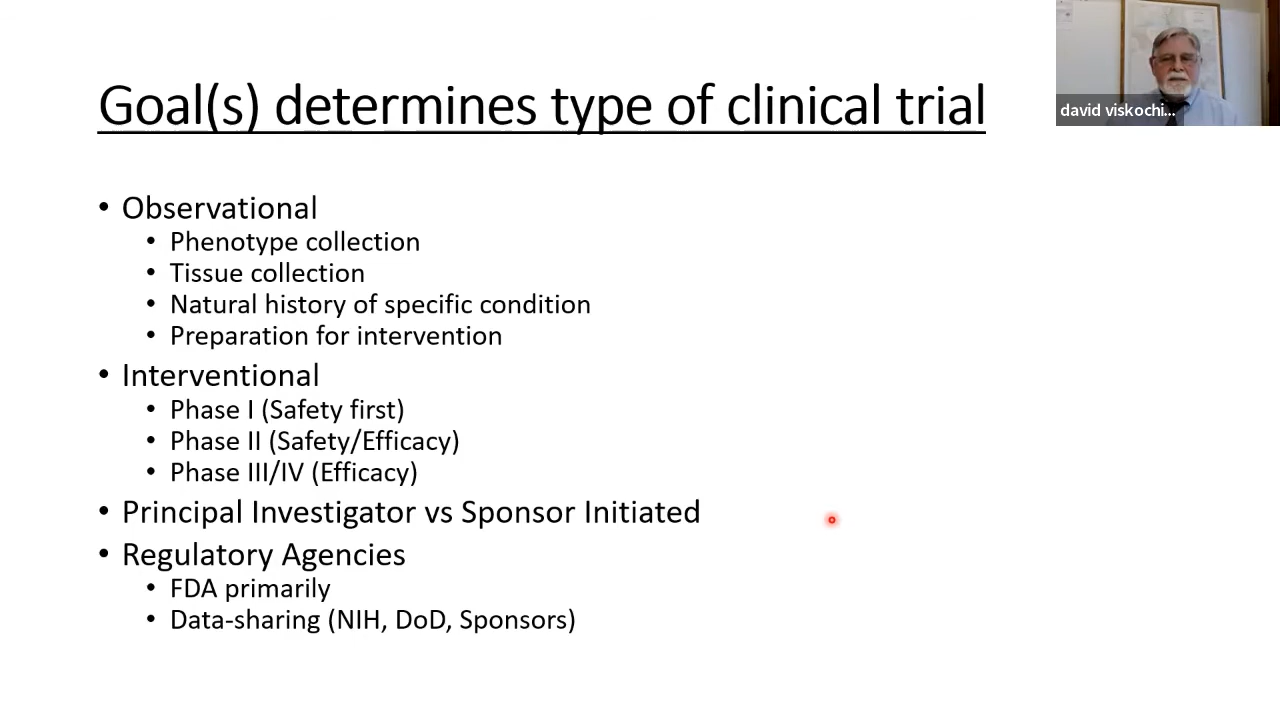 Goal(s) determines type of clinical trial
david viskochi...
• Observational
• Phenotype collection
• Tissue collection
• Natural history of specific condition
• Preparation for intervention
• Interventional
• Phase I (Safety first)
• Phase II (Safety/Efficacy)
• Phase III/IV (Efficacy)
• Principal Investigator vs Sponsor Initiated
• Regulatory Agencies
• FDA primarily
• Data-sharing (NIH, DoD, Sponsors)